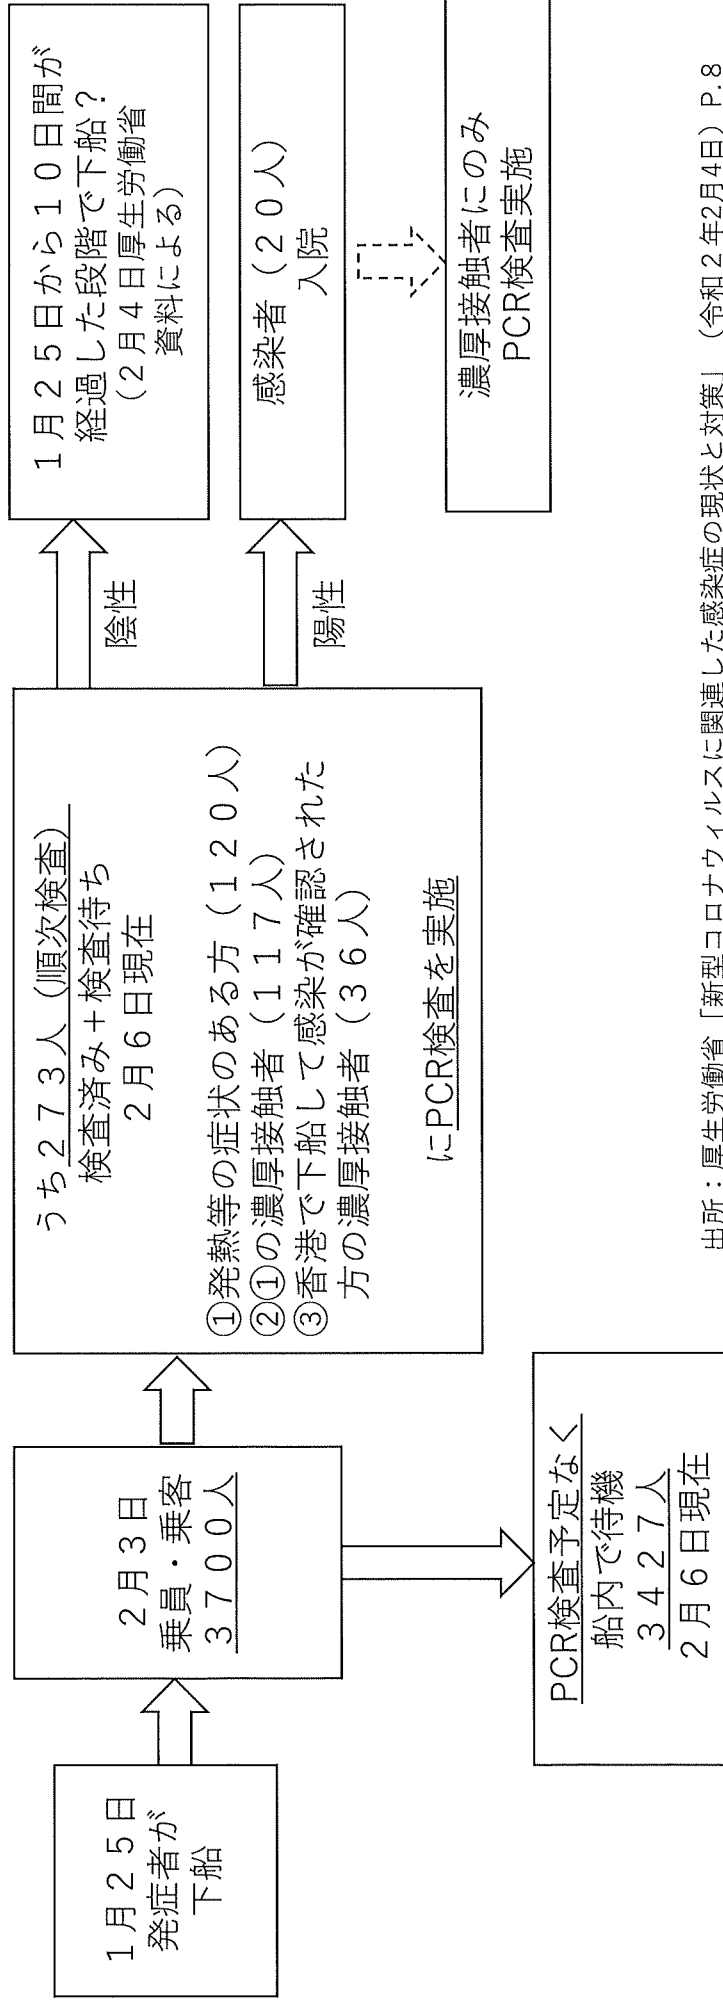 1月25日
発症者が
下船
2月3日
乗員・乗客
3700人
PCR検査予定なく
船内で待機
3427人
2月6日現在
うち273人（順次検査）
検査済み＋検査待ち
2月6日現在
①発熱等の症状のある方（120人）
②①の濃厚接触者（117人）
③香港で下船して感染が確認された
方の濃厚接触者（36人）
にPCR検査を実施
陰性
陽性
1月25日から10日間が
経過した段階で下船？
（2月4日厚生労働省
資料による）
感染者（20人）
入院
濃厚接触者にのみ
PCR検査実施
出所：厚生労働省「新型コロナウィルスに関連した感染症の現状と対策」（令和2年2月4日）P.8